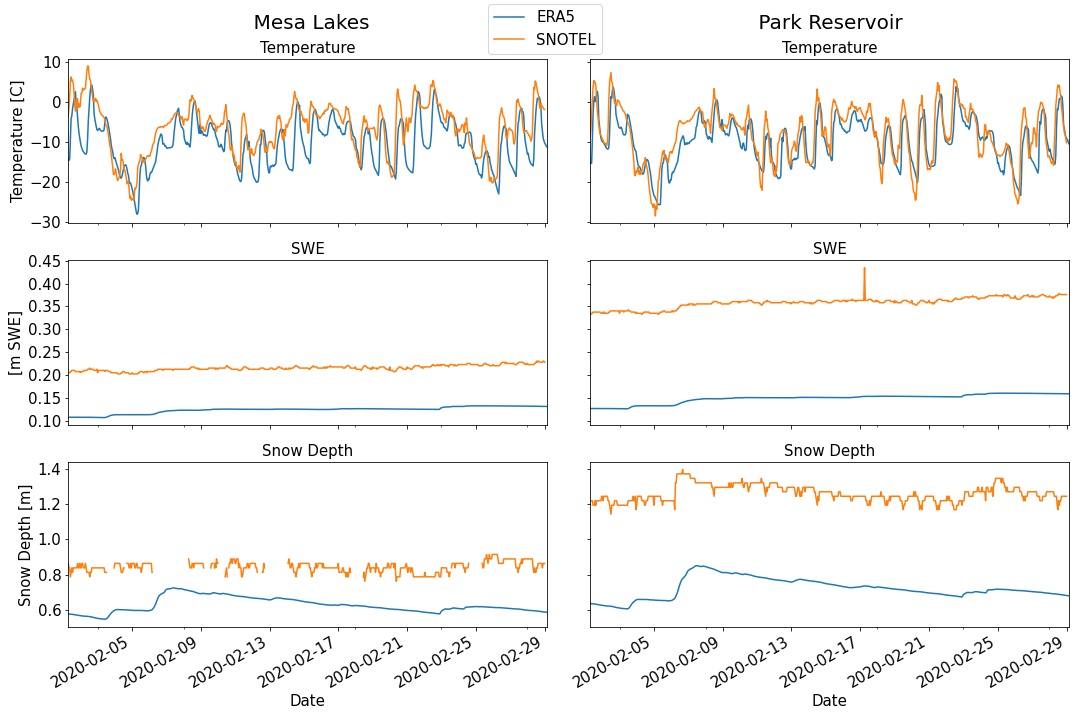 Mesa Lakes
ERA5
SNOTEL
Park Reservoir
Temperature
Temperature
Temperature [C]
10
0
−10
−20
−30
SWE
SWE
[m SWE]
0.45
0.40
0.35
0.30
0.25
0.20
0.15
0.10
Snow Depth
Snow Depth
Snow Depth [m]
1.4
1.2
1.0
0.8
0.6
2020-02-05
2020-02-09
2020-02-13
2020-02-17
2020-02-21
2020-02-25
2020-02-29
2020-02-05
2020-02-09
2020-02-13
2020-02-17
2020-02-21
2020-02-25
2020-02-29
Date
Date